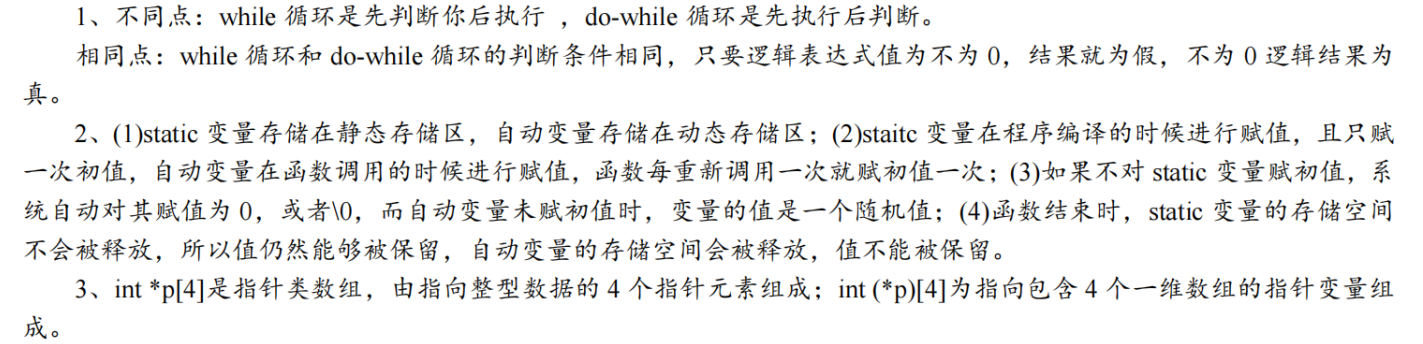 1、不同点：while 循环是先判断你后执行 ，do-while 循环是先执行后判断。
相同点：while 循环和 do-while 循环的判断条件相同，只要逻辑表达式值为不为 0，结果就为假，不为 0 逻辑结果为
真。
2、(1)static 变量存储在静态存储区，自动变量存储在动态存储区；(2)staitc 变量在程序编译的时候进行赋值，且只赋
一次初值，自动变量在函数调用的时候进行赋值，函数每重新调用一次就赋初值一次；(3)如果不对 static 变量赋初值，系
统自动对其赋值为 0，或者\0，而自动变量未赋初值时，变量的值是一个随机值；(4)函数结束时，static 变量的存储空间
不会被释放，所以值仍然能够被保留，自动变量的存储空间会被释放，值不能被保留。
3、int *p[4]是指针类数组，由指向整型数据的 4 个指针元素组成；int (*p)[4]为指向包含 4 个一维数组的指针变量组
成。